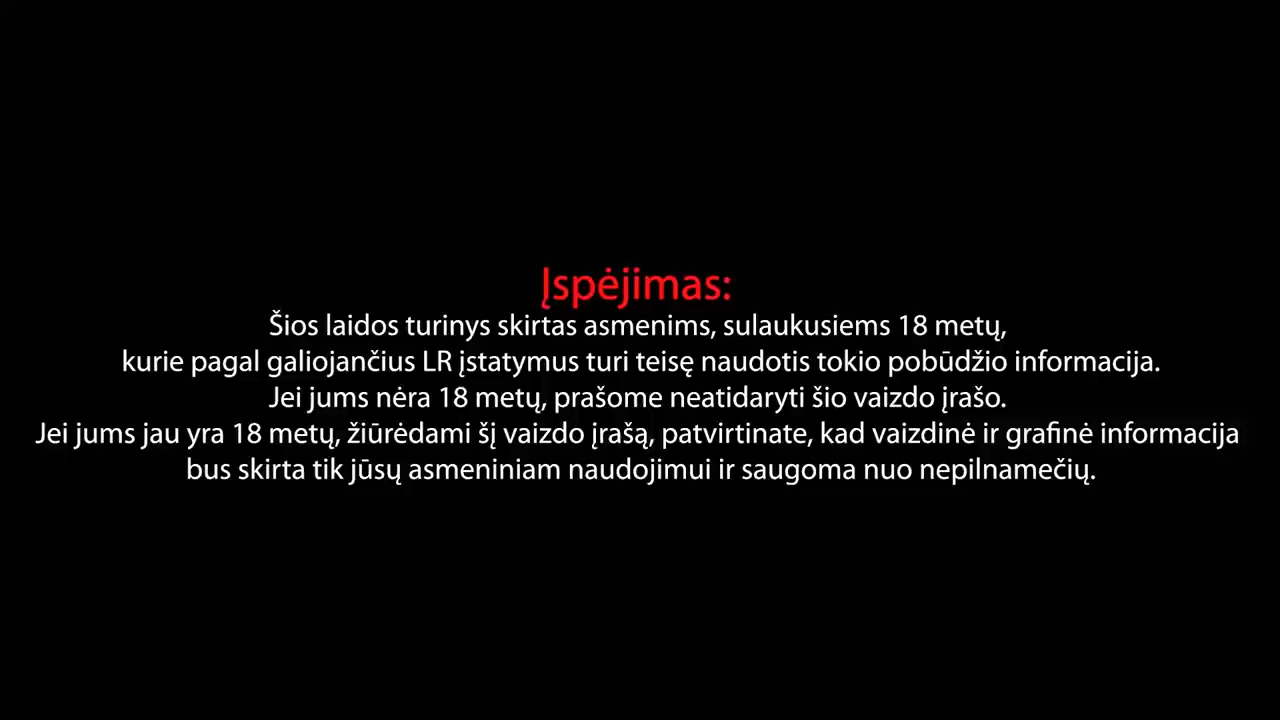 Įspėjimas:
Šios laidos turinys skirtas asmenims, sulaukusiems 18 metų,
kurie pagal galiojančius LR įstatymus turi teisę naudotis tokio pobūdžio informacija.
Jei jums nėra 18 metų, prašome neatidaryti šio vaizdo įrašo.
Jei jums jau yra 18 metų, žiūrėdami šį vaizdo įrašą, patvirtinate, kad vaizdinė ir grafinė informacija
bus skirta tik jūsų asmeniniam naudojimui ir saugoma nuo nepilnamečių.